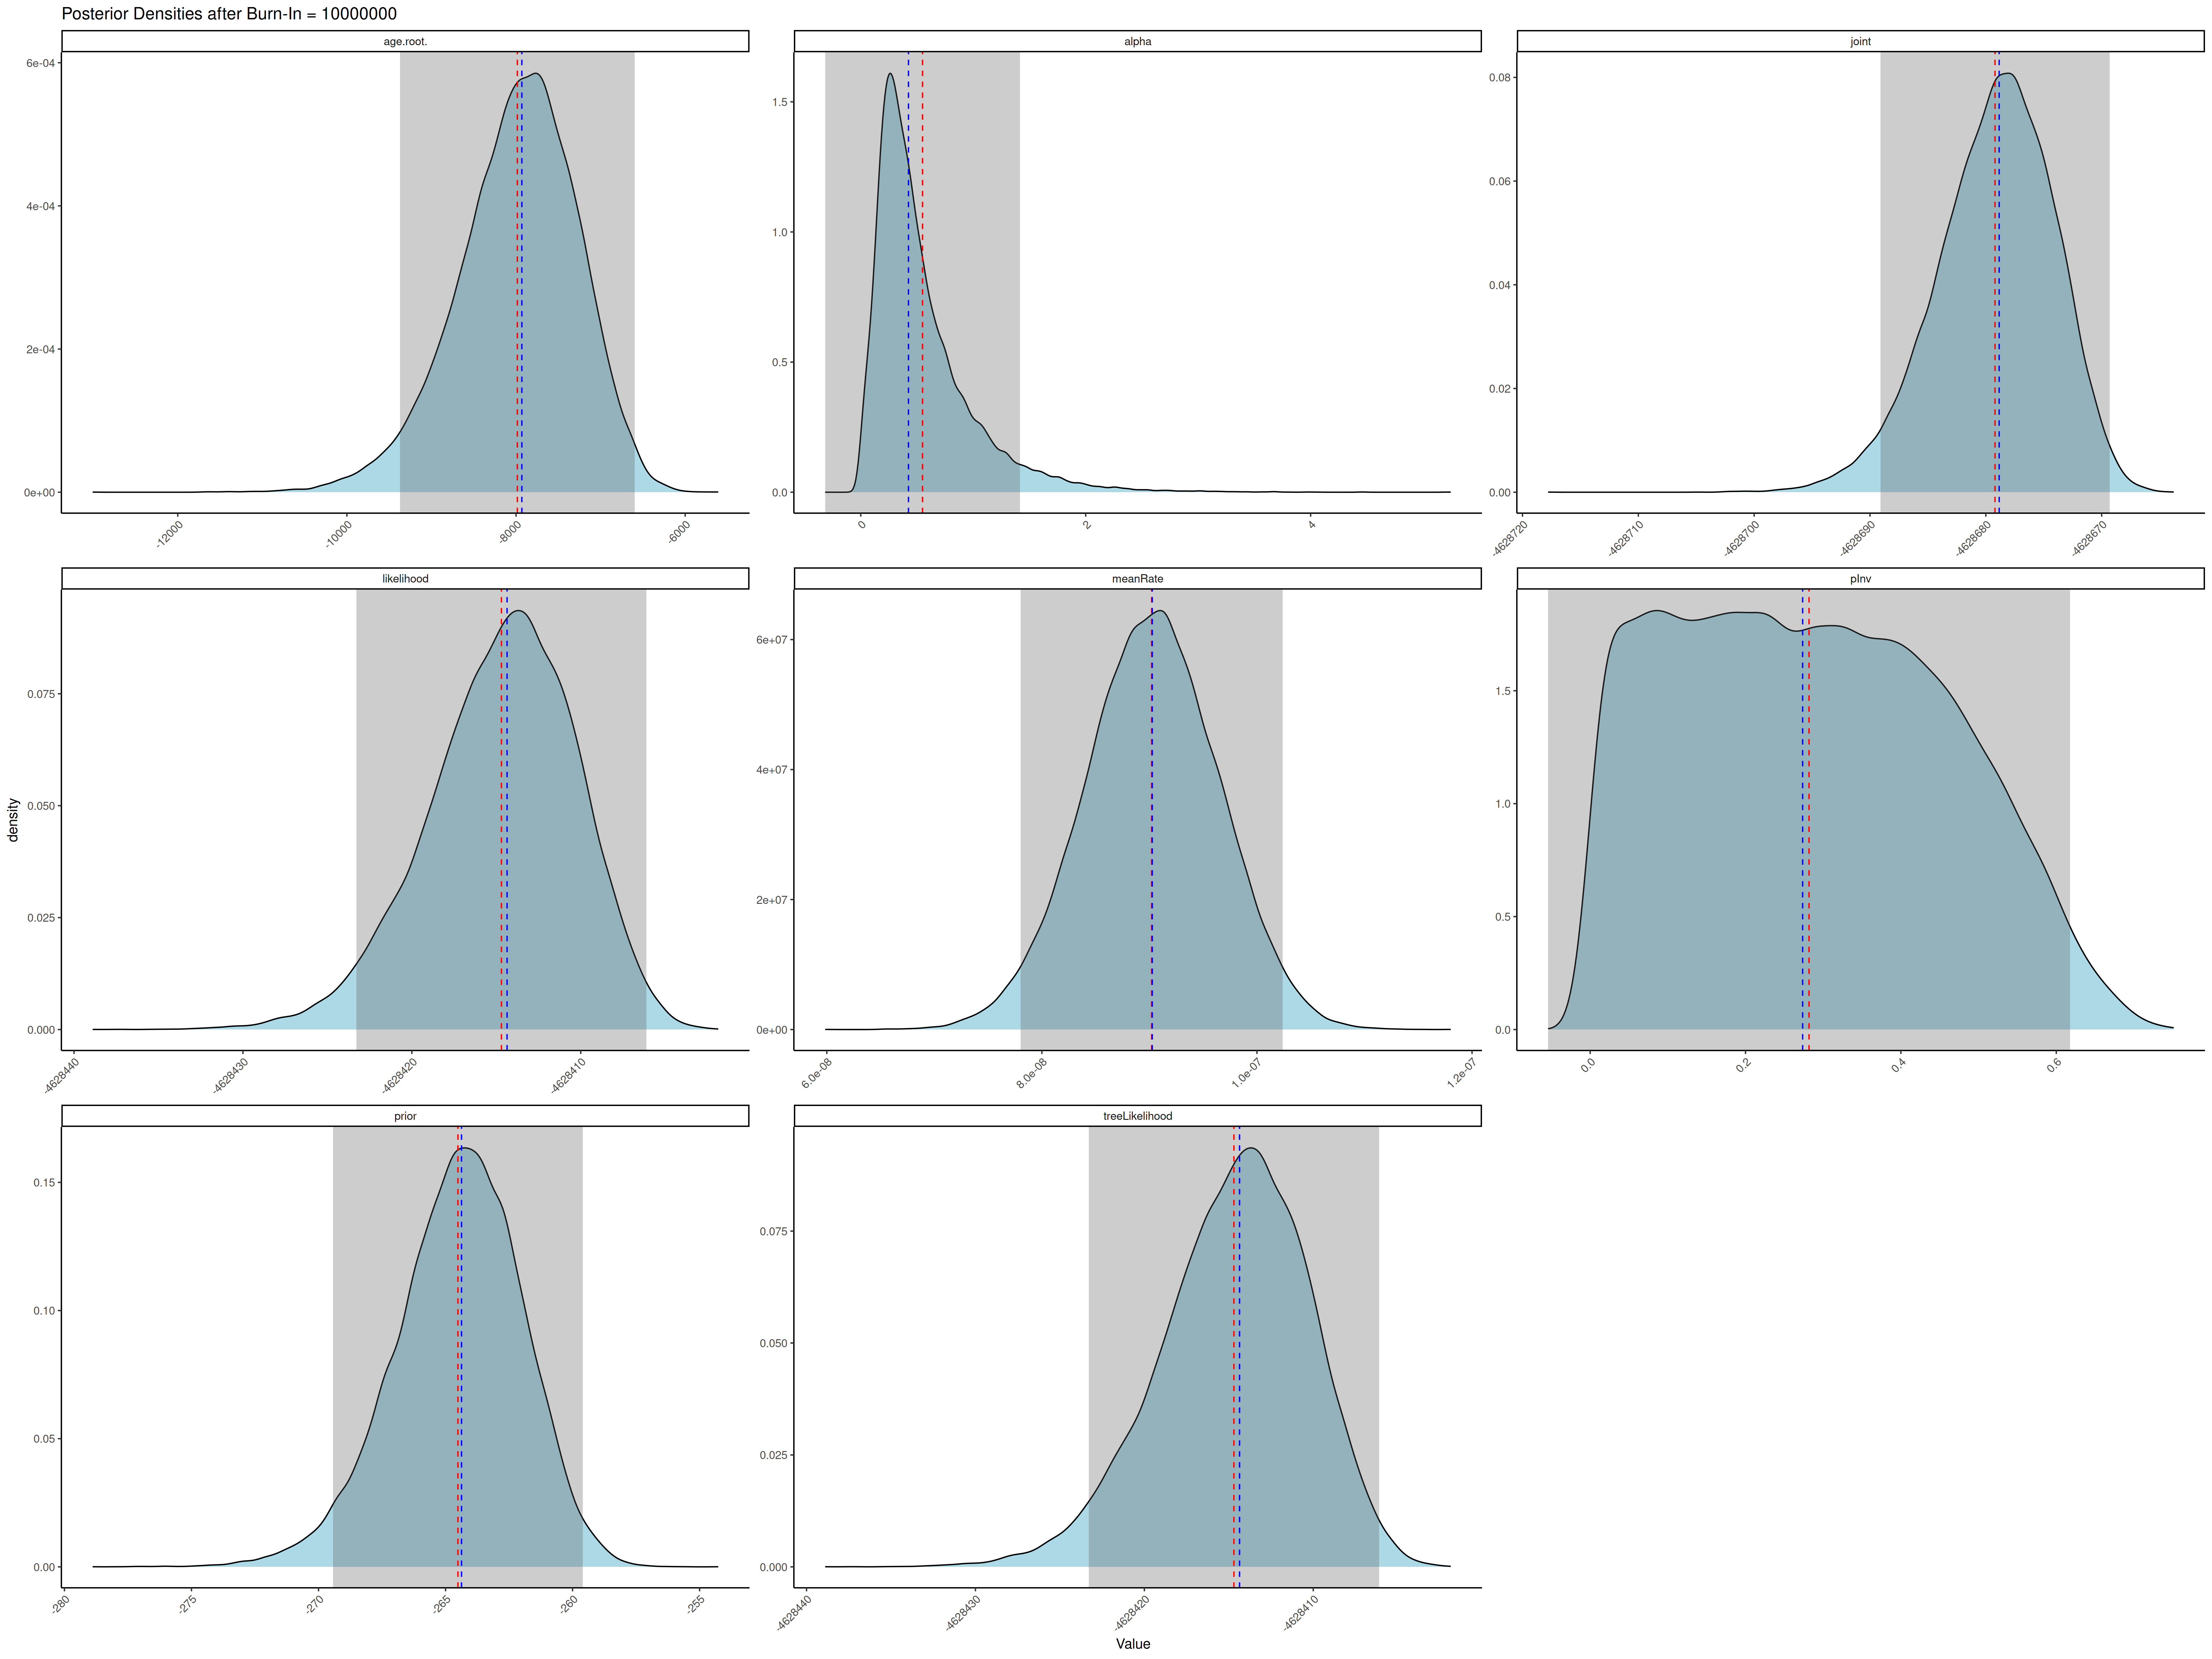 Posterior Densities after Burn-In = 10000000
age.root.
alpha
joint
6e-04
4e-04
2e-04
0e+00
-12000
-10000
-8000
-6000
1.5
1.0
0.5
0.0
0
2
4
0.08
0.06
0.04
0.02
0.00
-4628720
-4628710
-4628700
-4628690
-4628680
-4628670
likelihood
meanRate
pInv
density
0.075
0.050
0.025
0.000
-4628440
-4628430
-4628420
-4628410
6e+07
4e+07
2e+07
0e+00
6.0e-08
8.0e-08
1.0e-07
1.2e-07
1.5
1.0
0.5
0.0
0.0
0.2
0.4
0.6
prior
treeLikelihood
0.15
0.10
0.05
0.00
-280
-275
-270
-265
-260
-255
0.075
0.050
0.025
0.000
-4628440
-4628430
-4628420
-4628410
Value